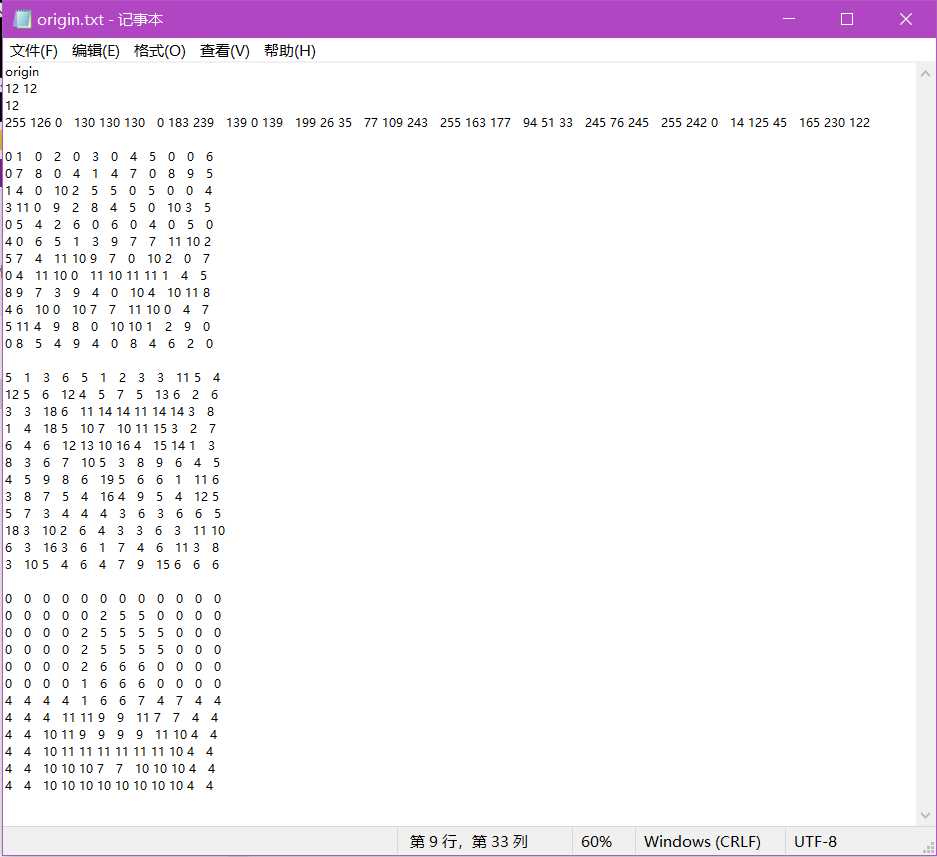 origin.txt - 记事本
文件(F) 编辑(E) 格式(O) 查看(V) 帮助(H)
origin
12 12
12
255 126 0 130 130 130 0 183 239 139 0 139 199 26 35 77 109 243 255 163 177 94 51 33 245 76 245 255 242 0 14 125 45 165 230 122
0 1 0 2 0 3 0 4 5 0 0 6
0 7 8 0 4 1 4 7 0 8 9 5
1 4 0 10 2 5 5 0 5 0 0 4
3 11 0 9 2 8 4 5 0 10 3 5
0 5 4 2 6 0 6 0 4 0 5 0
4 0 6 5 1 3 9 7 7 11 10 2
5 7 4 11 10 9 7 0 10 2 0 7
0 4 11 10 0 11 10 11 11 1 4 5
8 9 7 3 9 4 0 10 4 10 11 8
4 6 10 0 10 7 7 11 10 0 4 7
5 11 4 9 8 0 10 10 1 2 9 0
0 8 5 4 9 4 0 8 4 6 2 0
5 1 3 6 5 1 2 3 3 11 5 4
12 5 6 12 4 5 7 5 13 6 2 6
3 3 18 6 11 14 14 11 14 14 3 8
1 4 18 5 10 7 10 11 15 3 2 7
6 4 6 12 13 10 16 4 15 14 1 3
8 3 6 7 10 5 3 8 9 6 4 5
4 5 9 8 6 19 5 6 6 1 11 6
3 8 7 5 4 16 4 9 5 4 12 5
5 7 3 4 4 4 3 6 3 6 6 5
18 3 10 2 6 4 3 3 6 3 11 10
6 3 16 3 6 1 7 4 6 11 3 8
3 10 5 4 6 4 7 9 15 6 6 6
0 0 0 0 0 0 0 0 0 0 0 0
0 0 0 0 0 2 5 5 0 0 0 0
0 0 0 0 2 5 5 5 5 0 0 0
0 0 0 0 2 5 5 5 5 0 0 0
0 0 0 0 2 6 6 6 0 0 0 0
0 0 0 0 1 6 6 6 0 0 0 0
4 4 4 4 1 6 6 7 4 7 4 4
4 4 4 11 11 9 9 11 7 7 4 4
4 4 10 11 9 9 9 9 11 10 4 4
4 4 10 11 11 11 11 11 11 10 4 4
4 4 10 10 10 7 7 10 10 10 4 4
4 4 10 10 10 10 10 10 10 10 4 4
第 9 行，第 33 列 60% Windows (CRLF) UTF-8